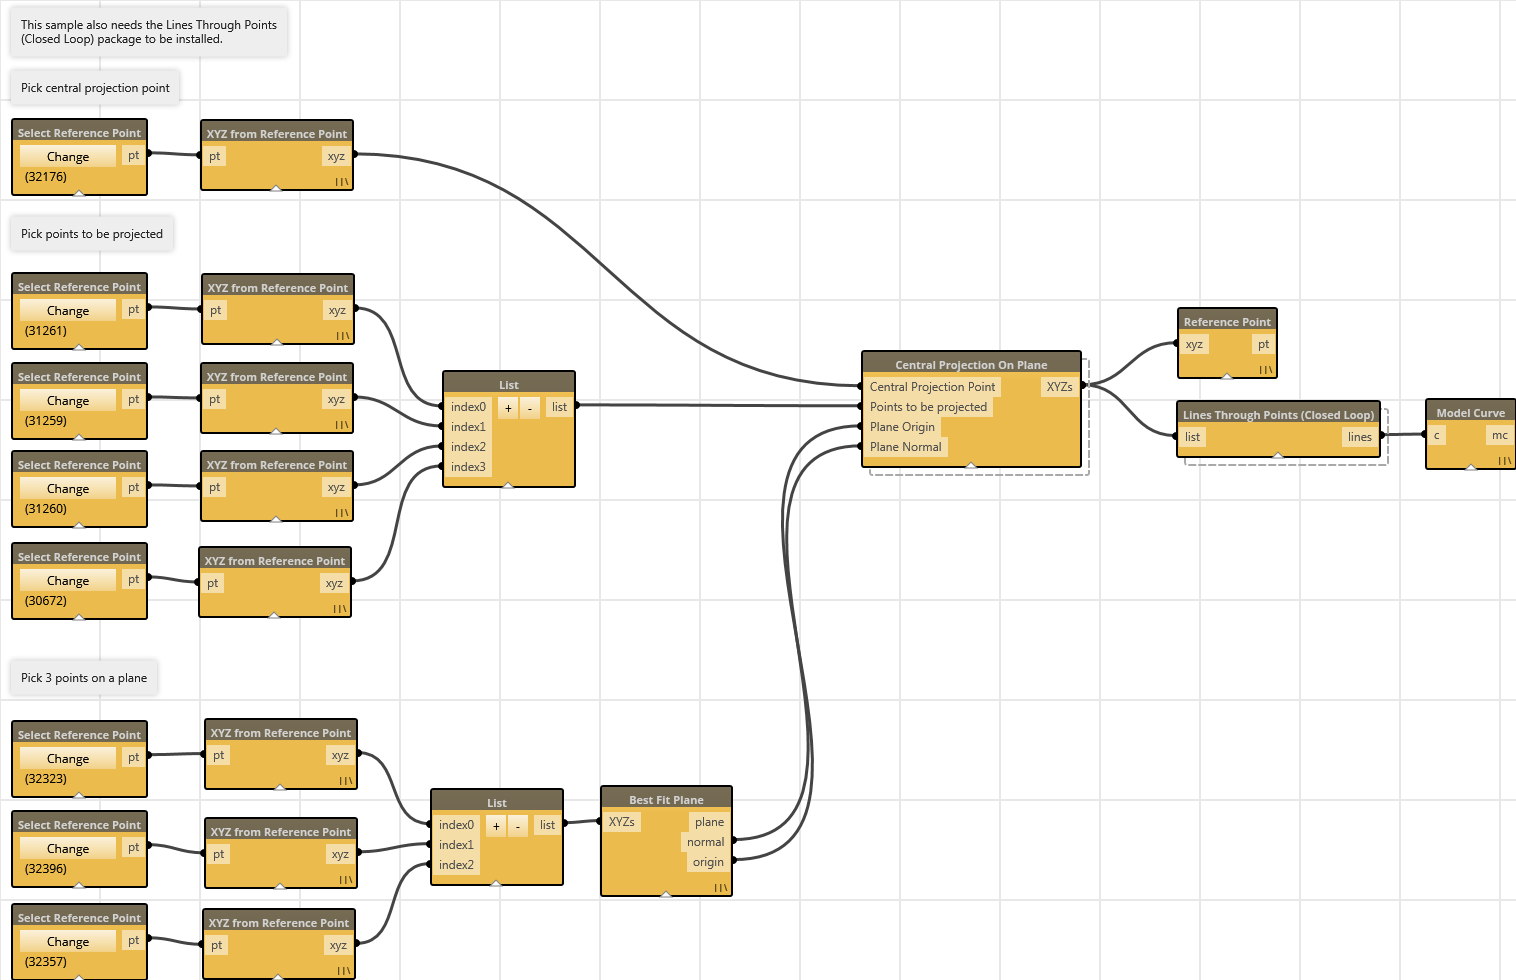 This sample also needs the Lines Through Points
(Closed Loop) package to be installed.
Pick central projection point
Select Reference Point
Change
pt
(32176)
XYZ from Reference Point
pt
xyz
Pick points to be projected
Select Reference Point
Change
pt
(31261)
XYZ from Reference Point
pt
xyz
Select Reference Point
Change
pt
(31259)
XYZ from Reference Point
pt
xyz
Select Reference Point
Change
pt
(31260)
XYZ from Reference Point
pt
xyz
Select Reference Point
Change
pt
(30672)
XYZ from Reference Point
pt
xyz
List
index0
+
-
list
index1
index2
index3
Central Projection On Plane
Central Projection Point
XYZs
Points to be projected
Plane Origin
Plane Normal
Reference Point
xyz
pt
Lines Through Points (Closed Loop)
list
lines
Model Curve
c
mc
Pick 3 points on a plane
Select Reference Point
Change
pt
(32323)
XYZ from Reference Point
pt
xyz
Select Reference Point
Change
pt
(32396)
XYZ from Reference Point
pt
xyz
Select Reference Point
Change
pt
(32357)
XYZ from Reference Point
pt
xyz
List
index0
+
-
list
index1
index2
Best Fit Plane
XYZs
plane
normal
origin